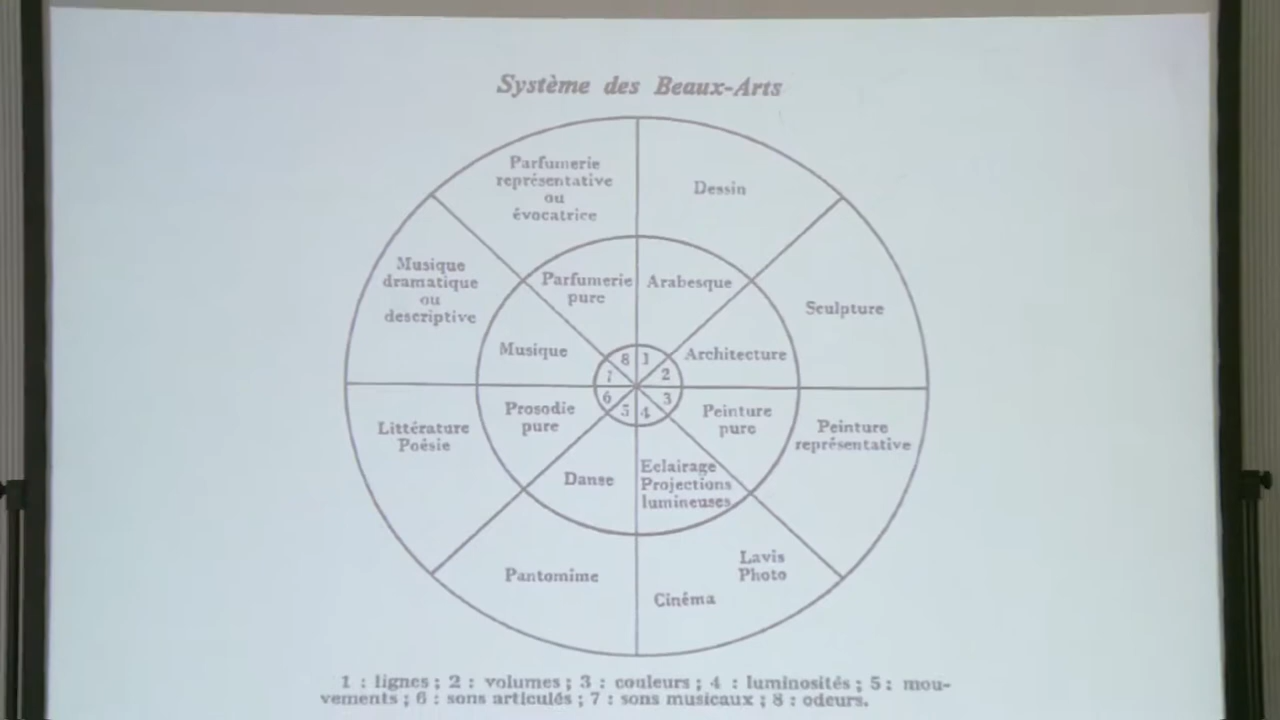 Système des Beaux-Arts
Parfumerie
représentative
ou
évocatrice
Dessin
Musique
dramatique
ou
descriptive
Parfumerie
pure
Arabesque
Sculpture
Musique
Architecture
8
1
7
2
6
3
5
4
Prosodie
pure
Peinture
pure
Littérature
Poésie
Peinture
représentative
Danse
Eclairage
Projections
lumineuses
Pantomime
Lavis
Photo
Cinéma
1 : lignes ; 2 : volumes ; 3 : couleurs ; 4 : luminosités ; 5 : mou-
vements ; 6 : sons articulés ; 7 : sons musicaux ; 8 : odeurs.